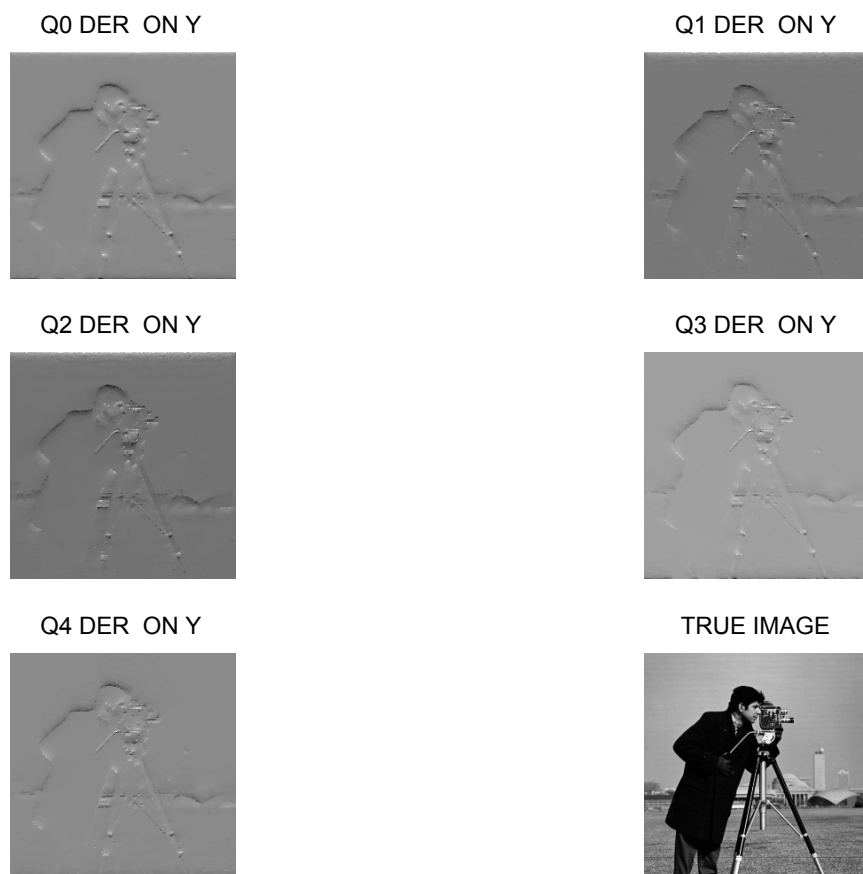 Q0 DER ON Y
Q1 DER ON Y
Q2 DER ON Y
Q3 DER ON Y
Q4 DER ON Y
TRUE IMAGE